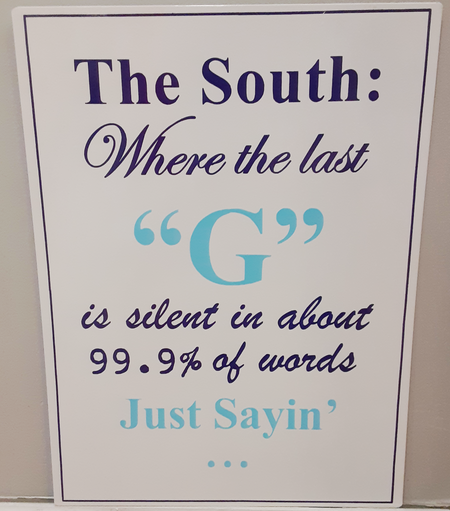 The South:
Where the last
“G”
is silent in about
99.9% of words
Just Sayin’
...